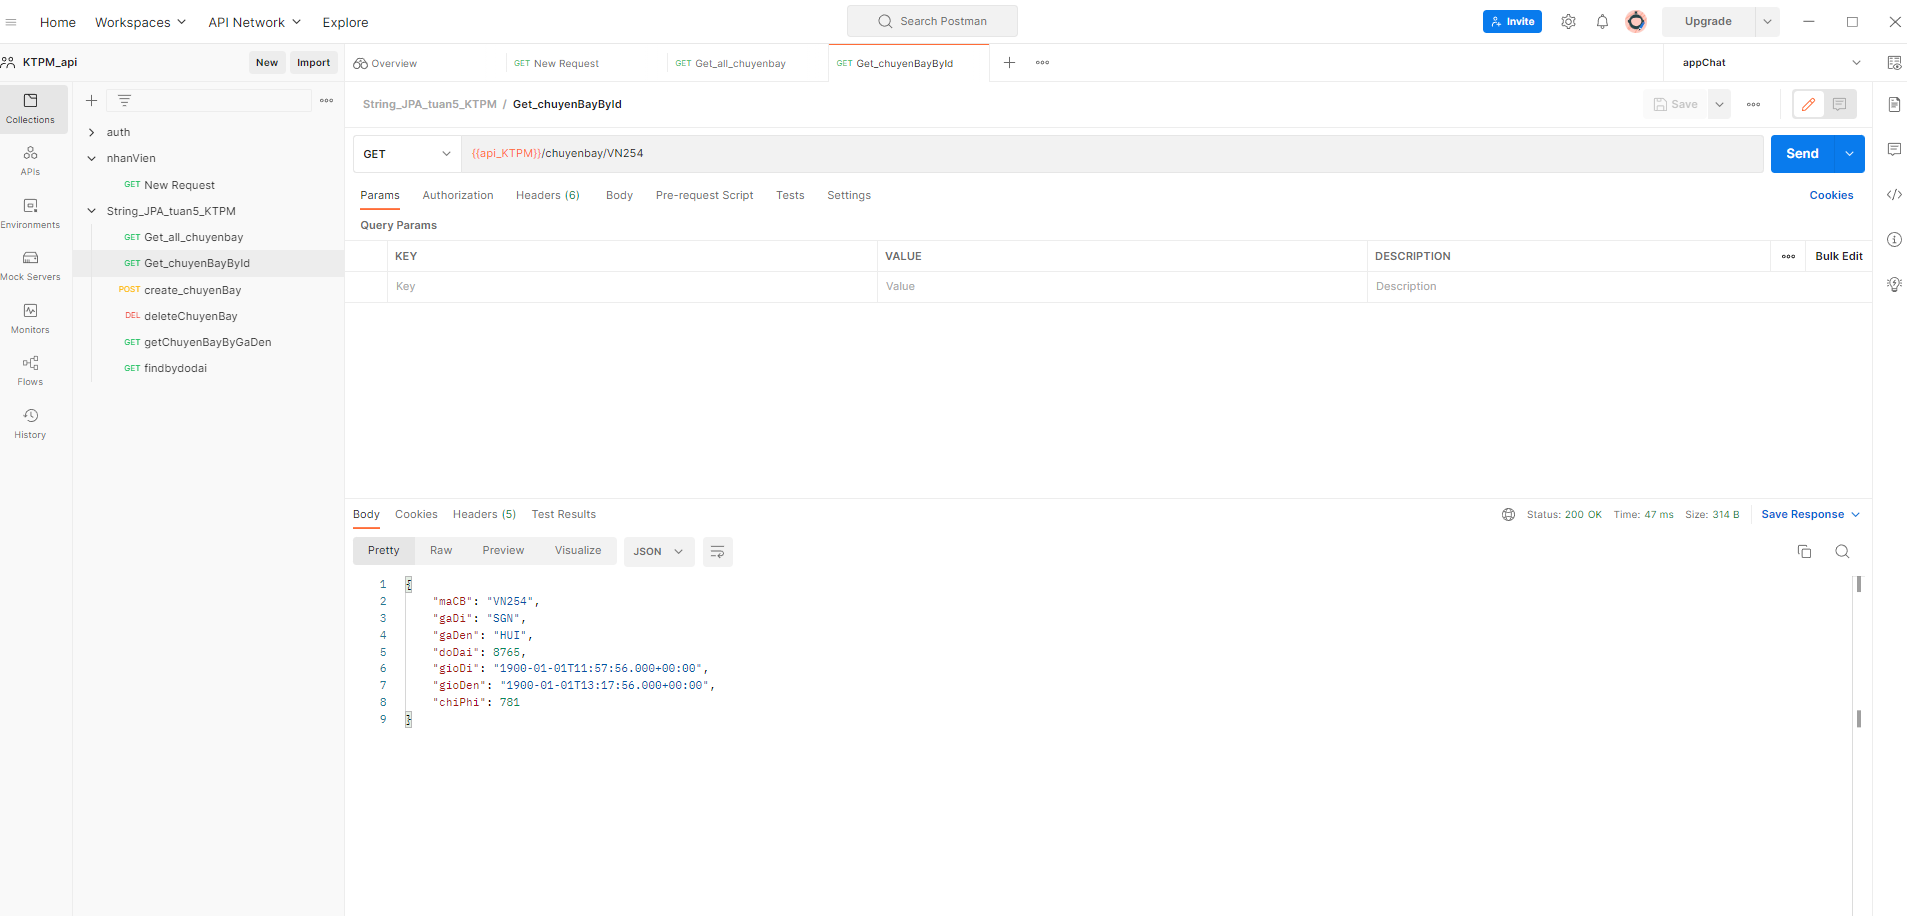 Home Workspaces API Network Explore Search Postman Invite Upgrade
KTPM_api New Import Overview GET New Request GET Get_all_chuyenbay GET Get_chuyenBayById appChat
Collections
APIs
Environments
Mock Servers
Monitors
Flows
History
auth
nhanVien
GET New Request
String_JPA_tuan5_KTPM
GET Get_all_chuyenbay
GET Get_chuyenBayById
POST create_chuyenBay
DEL deleteChuyenBay
GET getChuyenBayByGaDen
GET findbydodai
String_JPA_tuan5_KTPM / Get_chuyenBayById Save
GET {{api_KTPM}}/chuyenbay/VN254 Send
Params Authorization Headers (6) Body Pre-request Script Tests Settings Cookies
Query Params
KEY VALUE DESCRIPTION Bulk Edit
Key Value Description
Body Cookies Headers (5) Test Results Status: 200 OK Time: 47 ms Size: 314 B Save Response
Pretty Raw Preview Visualize JSON
1 {
2 "maCB": "VN254",
3 "gaDi": "SGN",
4 "gaDen": "HUI",
5 "doDai": 8765,
6 "gioDi": "1900-01-01T11:57:56.000+00:00",
7 "gioDen": "1900-01-01T13:17:56.000+00:00",
8 "chiPhi": 781
9 }